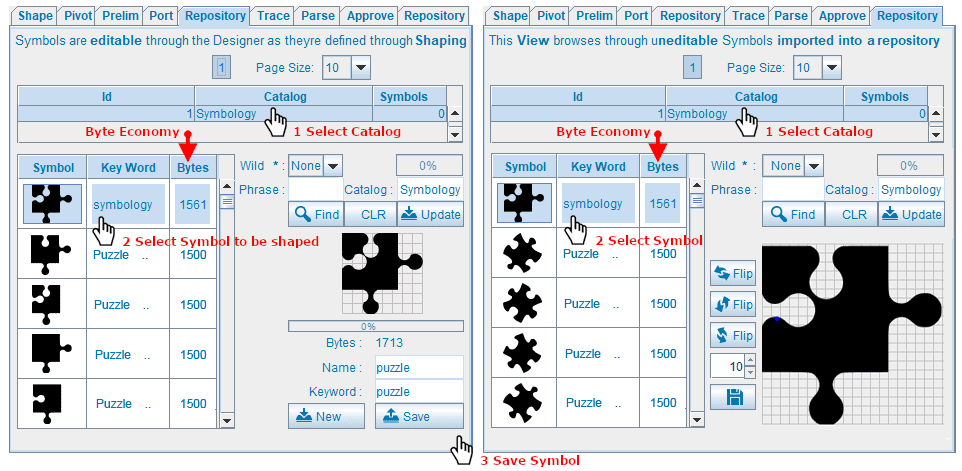 Shape Pivot Prelim Port Repository Trace Parse Approve Repository
Symbols are editable through the Designer as theyre defined through Shaping
1 Page Size: 10
Id Catalog Symbols
1 Symbology 0
Byte Economy 1 Select Catalog
Symbol Key Word Bytes
Wild * : None 0%
Phrase : Catalog : Symbology
Find CLR Update
symbology 1561
2 Select Symbol to be shaped
Puzzle .. 1500
Puzzle .. 1500
Puzzle .. 1500
Puzzle .. 1500
0%
Bytes : 1713
Name : puzzle
Keyword : puzzle
New Save
3 Save Symbol
Shape Pivot Prelim Port Repository Trace Parse Approve Repository
This View browses through uneditable Symbols imported into a repository
1 Page Size: 10
Id Catalog Symbols
1 Symbology 0
Byte Economy 1 Select Catalog
Symbol Key Word Bytes
Wild * : None 0%
Phrase : Catalog : Symbology
Find CLR Update
symbology 1561
2 Select Symbol
Puzzle .. 1500
Puzzle .. 1500
Puzzle .. 1500
Puzzle .. 1500
Flip
Flip
Flip
10